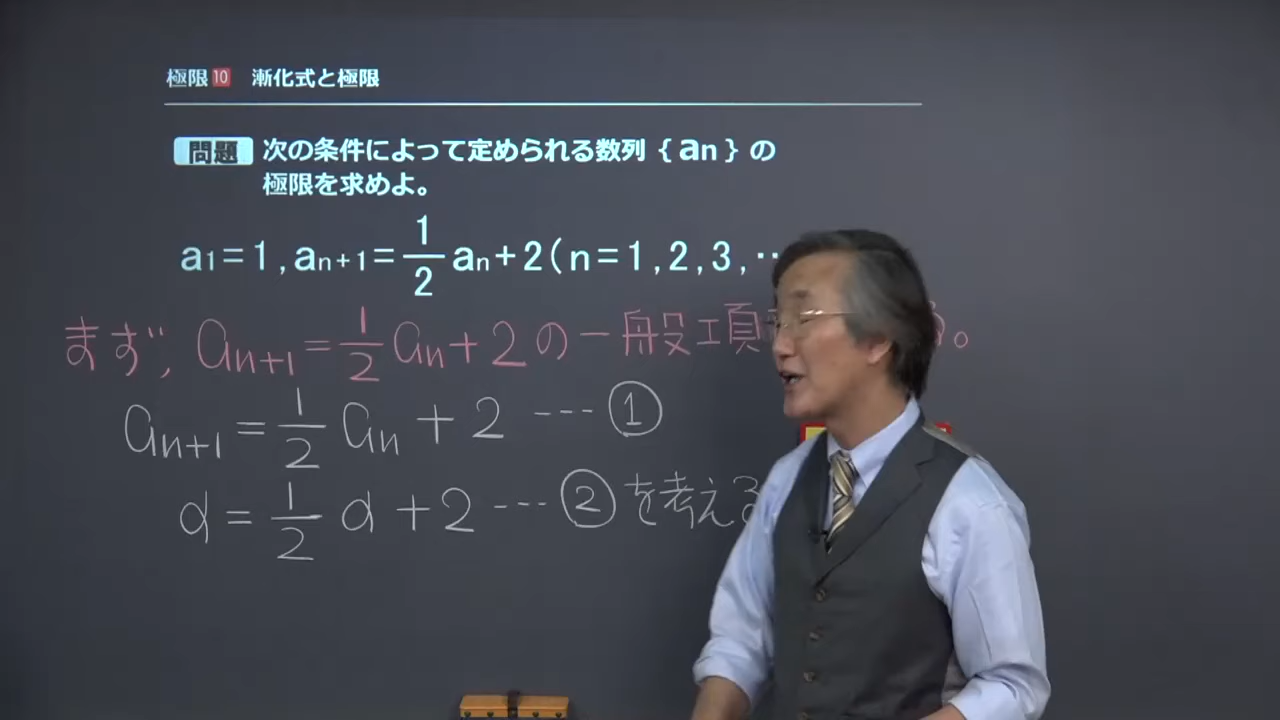 極限10 漸化式と極限
問題 次の条件によって定められる数列{an}の
極限を求めよ。
a1=1,an+1=1/2 an+2(n=1,2,3,‥
まず, an+1=1/2 an+2の一般項 る。
an+1=1/2 an+2 ---①
α=1/2 α+2---②を考える